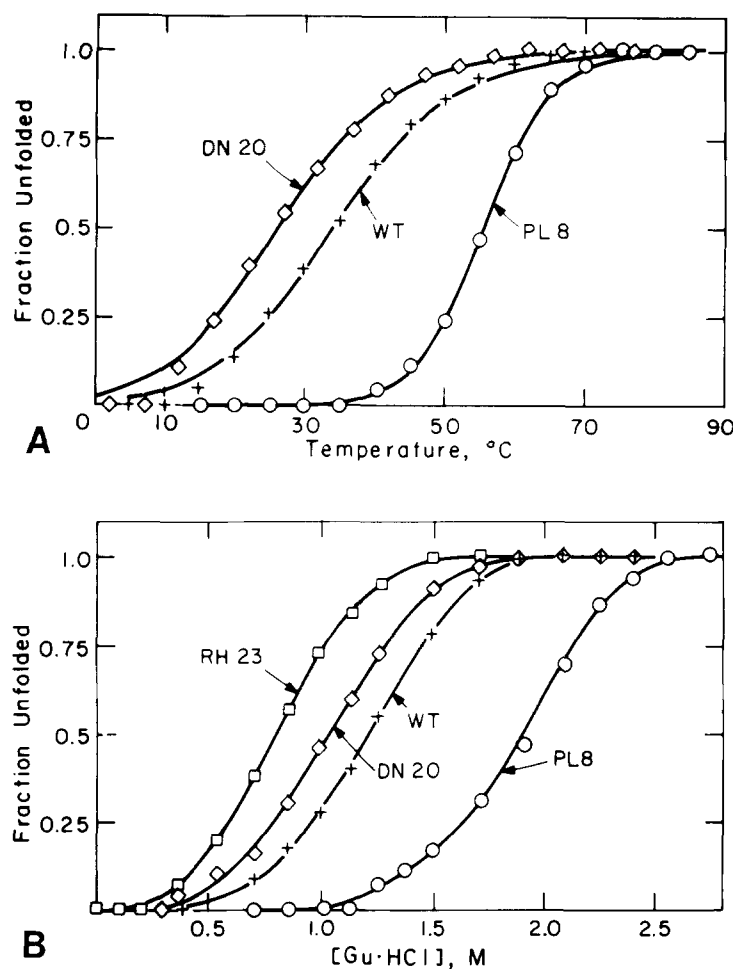 1.0
0.75
0.5
0.25
0
Fraction Unfolded
DN 20
WT
PL 8
10
30
50
70
90
Temperature, °C
A
1.0
0.75
0.5
0.25
Fraction Unfolded
RH 23
DN 20
WT
PL8
0.5
1.0
1.5
2.0
2.5
[Gu·HCl], M
B